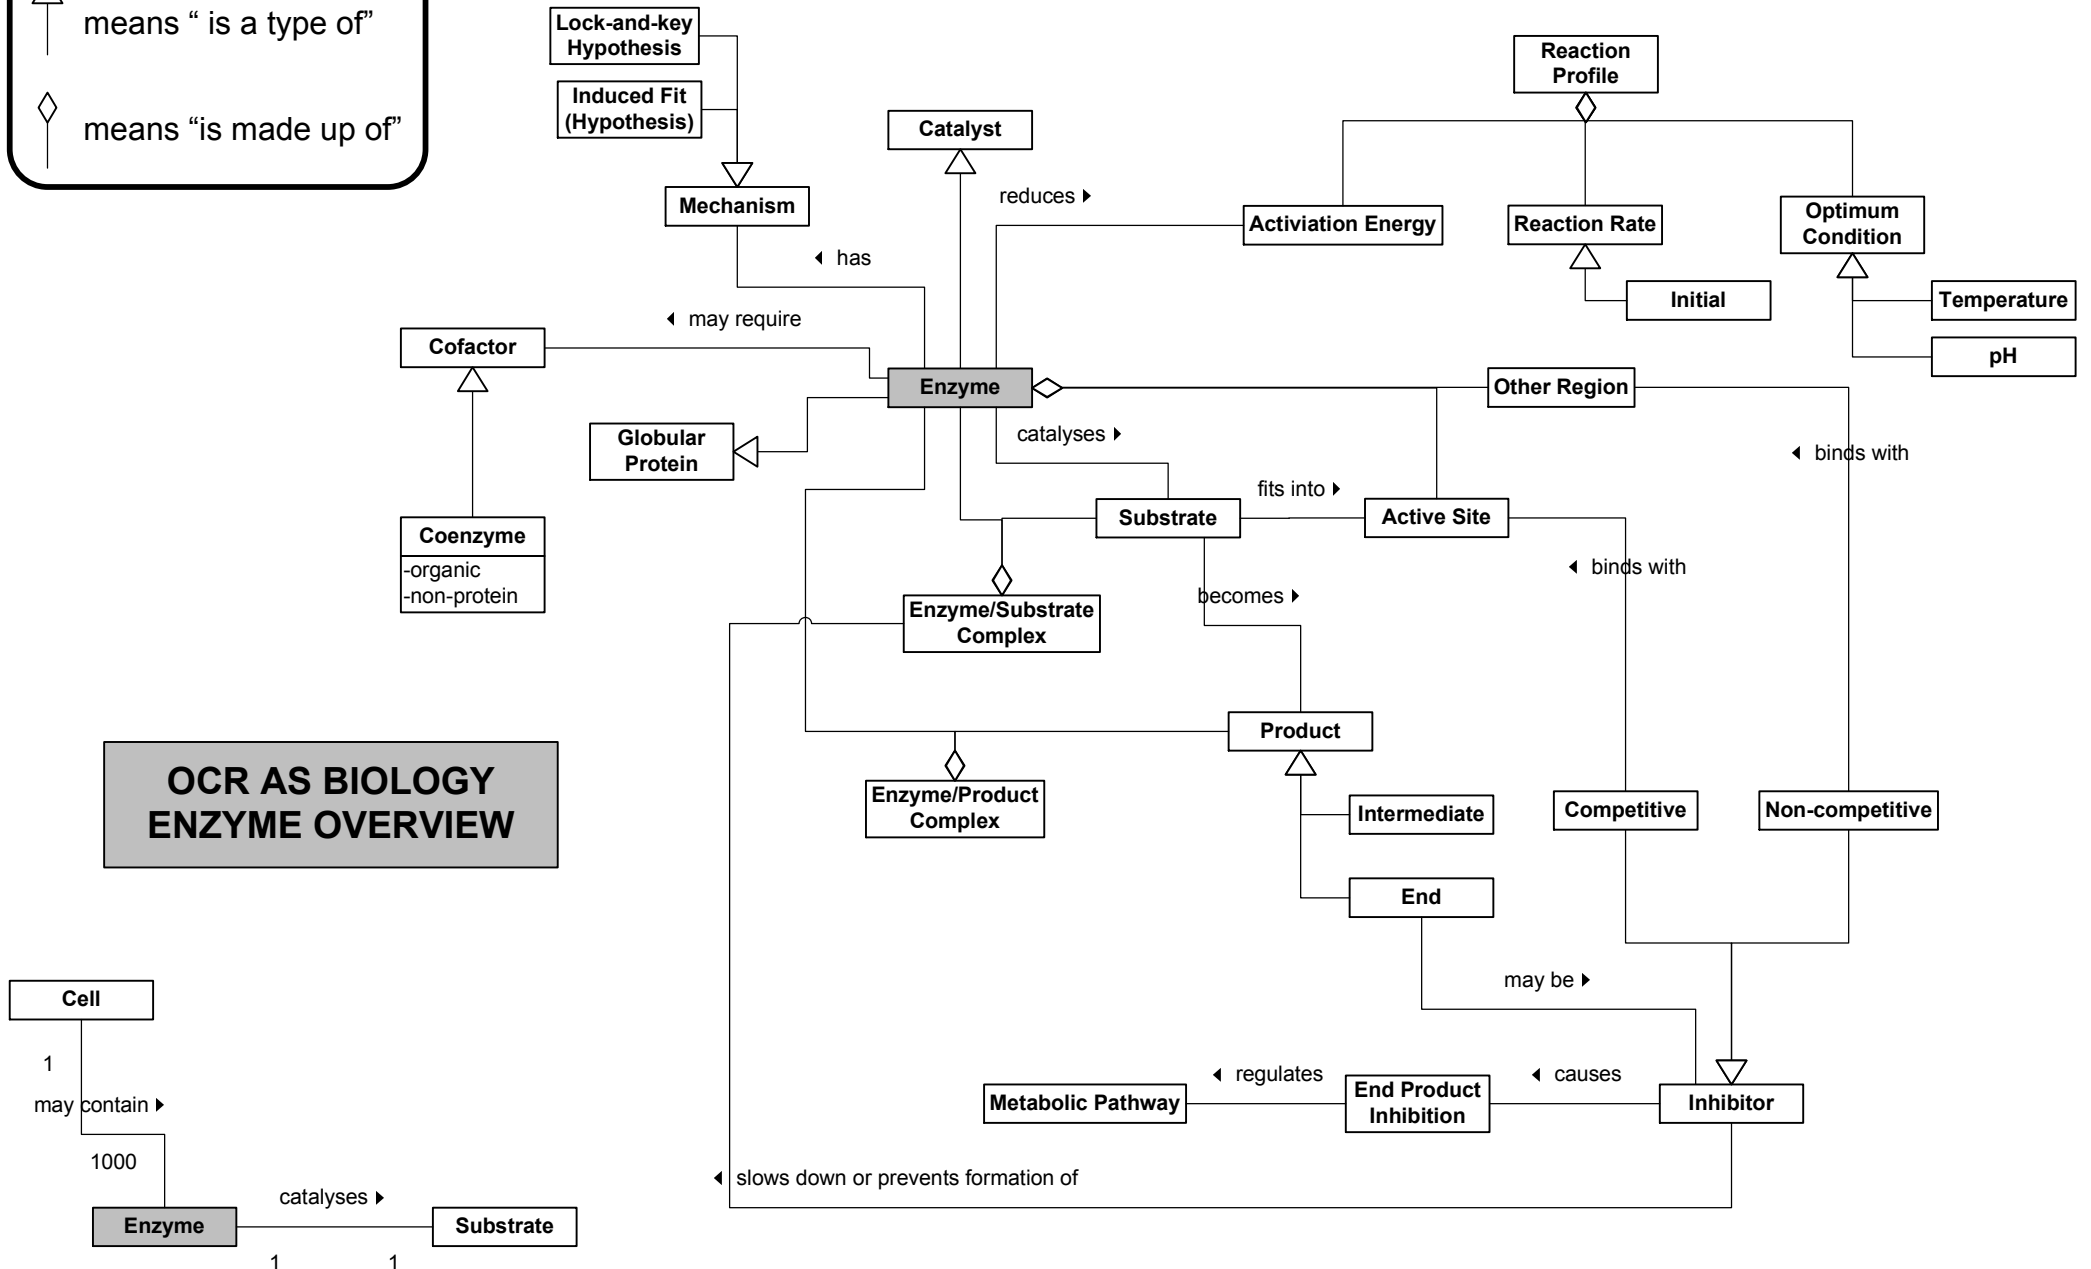 means “ is a type of”
means “is made up of”
Lock-and-key
Hypothesis
Induced Fit
(Hypothesis)
Mechanism
◀ has
Catalyst
reduces ▶
Reaction
Profile
Activiation Energy
Reaction Rate
Optimum
Condition
Initial
Temperature
pH
◀ may require
Cofactor
Enzyme
Other Region
Globular
Protein
catalyses ▶
◀ binds with
fits into ▶
Coenzyme
-organic
-non-protein
Substrate
Active Site
◀ binds with
becomes ▶
Enzyme/Substrate
Complex
Product
Enzyme/Product
Complex
Intermediate
Competitive
Non-competitive
End
may be ▶
OCR AS BIOLOGY
ENZYME OVERVIEW
Metabolic Pathway
◀ regulates
End Product
Inhibition
◀ causes
Inhibitor
◀ slows down or prevents formation of
Cell
1
may contain ▶
1000
Enzyme
catalyses ▶
Substrate
1 1